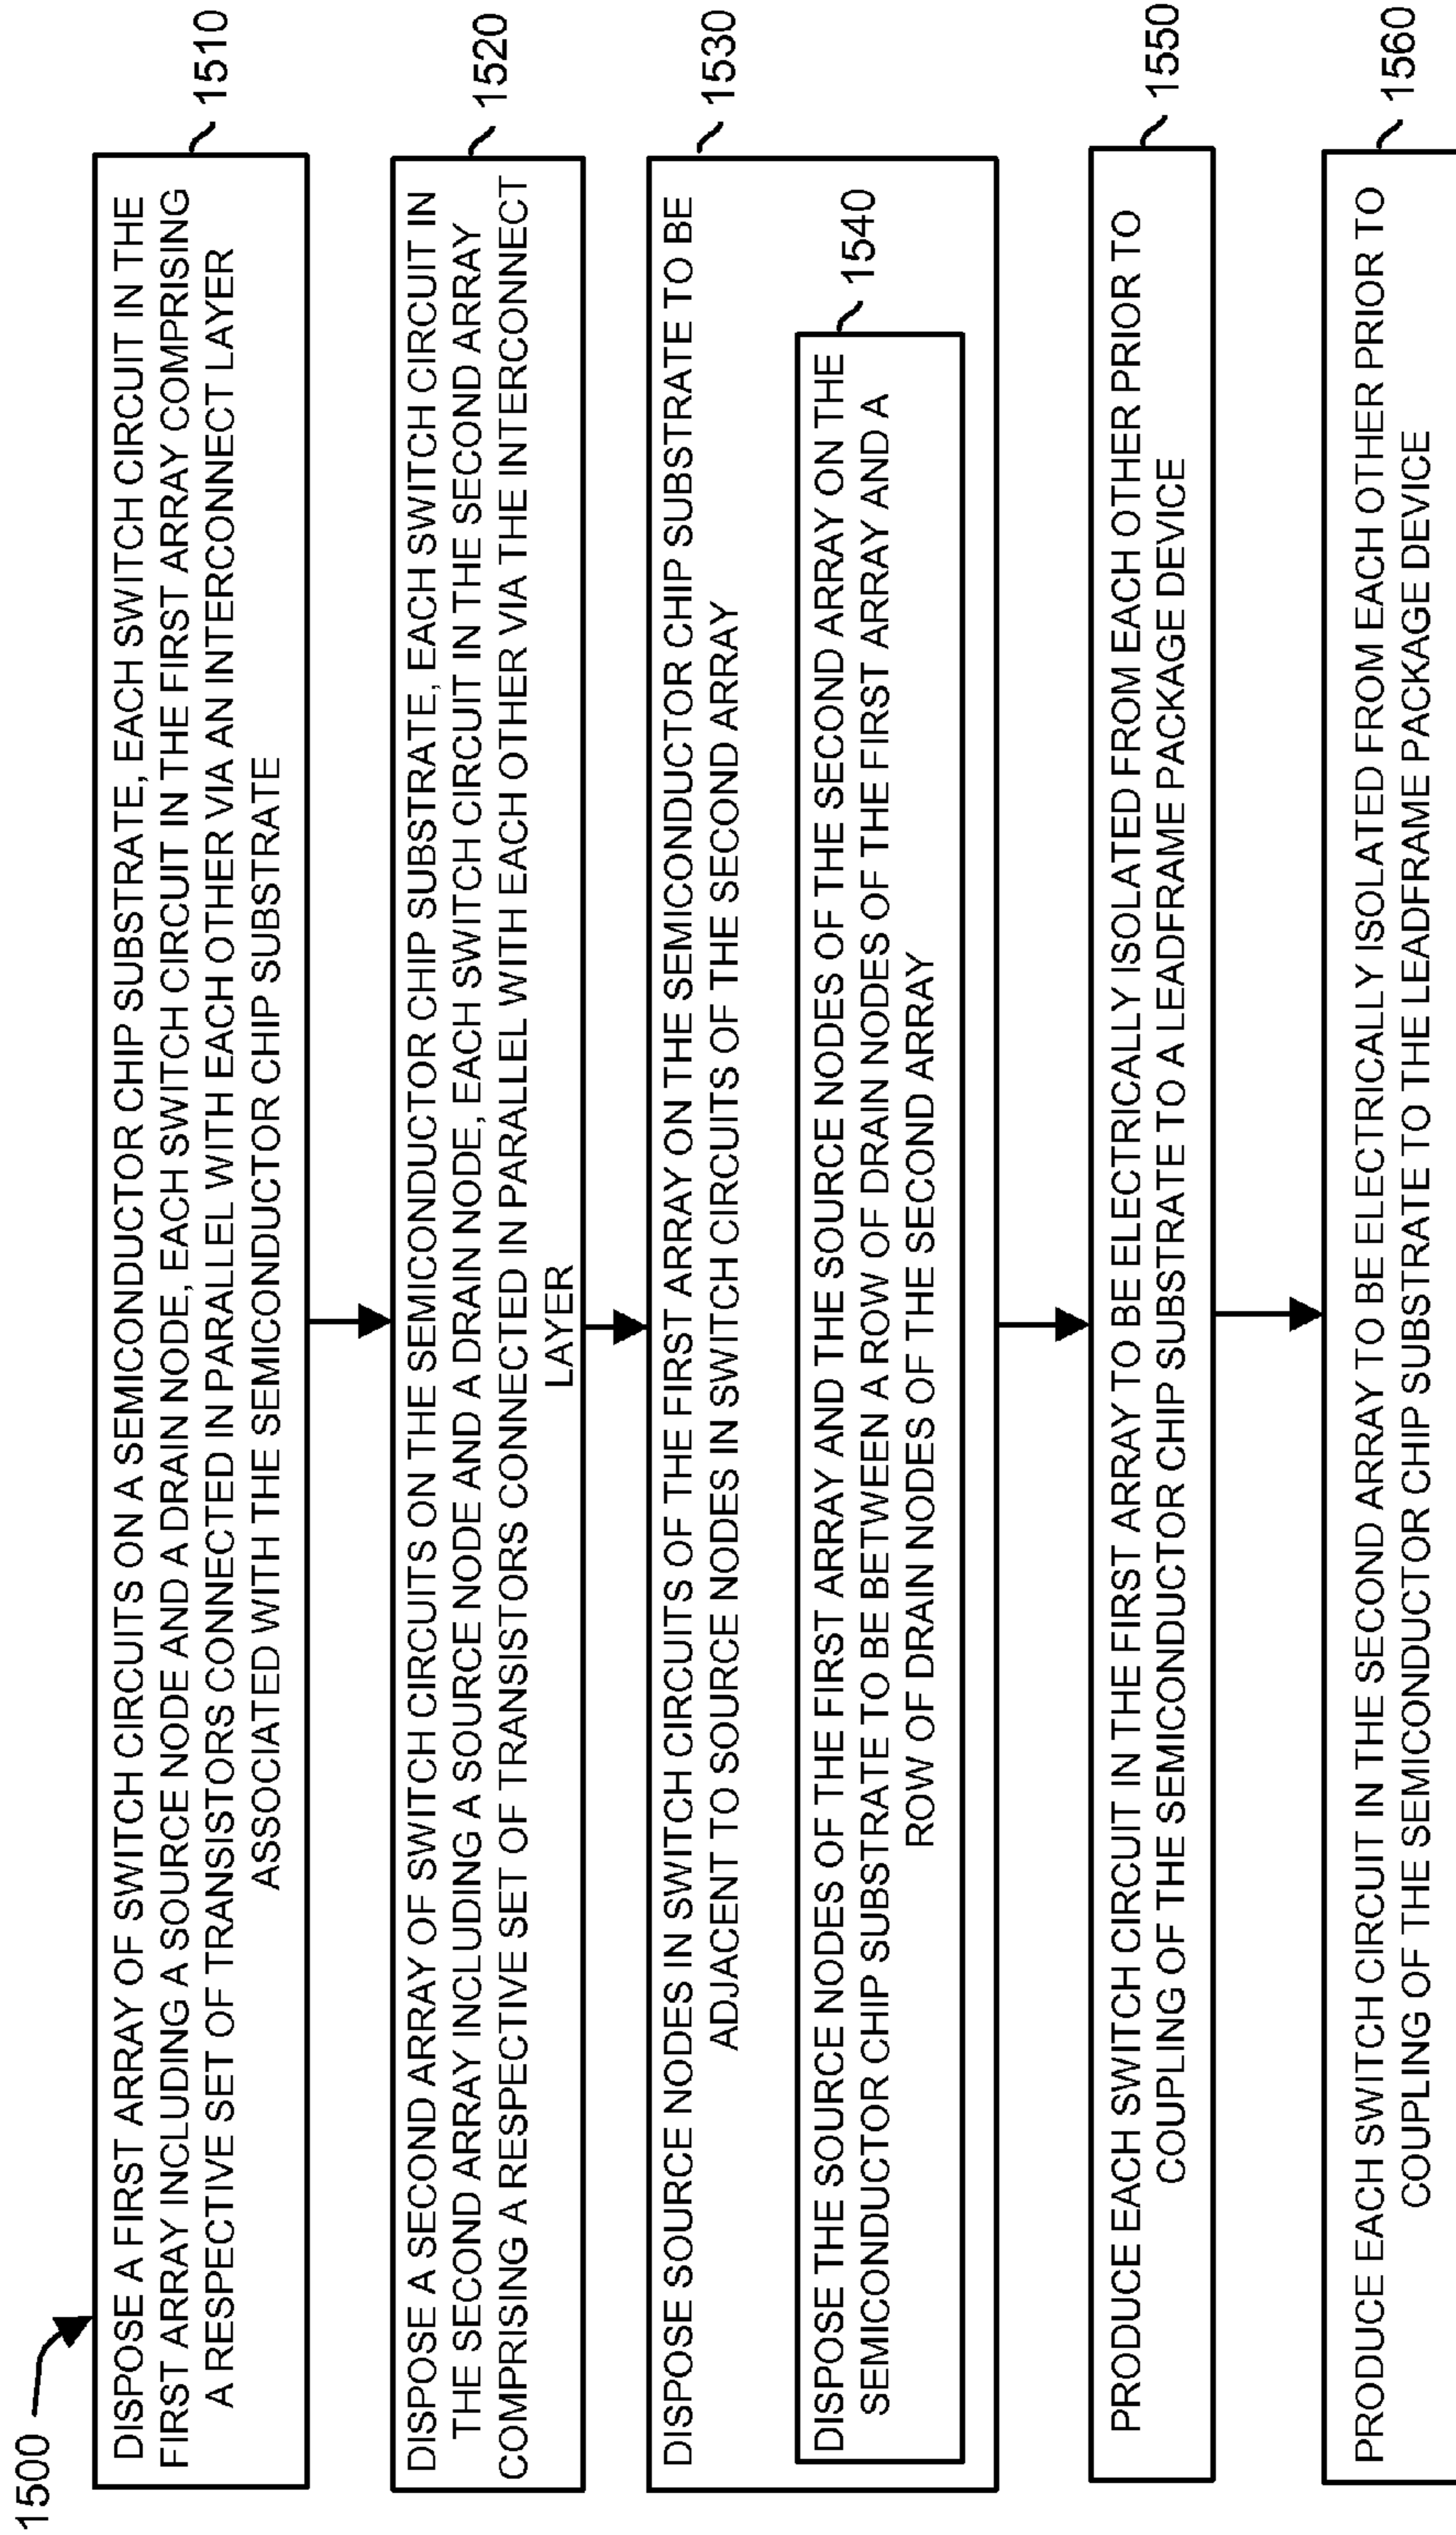 1500
DISPOSE A FIRST ARRAY OF SWITCH CIRCUITS ON A SEMICONDUCTOR CHIP SUBSTRATE, EACH SWITCH CIRCUIT IN THE
FIRST ARRAY INCLUDING A SOURCE NODE AND A DRAIN NODE, EACH SWITCH CIRCUIT IN THE FIRST ARRAY COMPRISING
A RESPECTIVE SET OF TRANSISTORS CONNECTED IN PARALLEL WITH EACH OTHER VIA AN INTERCONNECT LAYER
ASSOCIATED WITH THE SEMICONDUCTOR CHIP SUBSTRATE
1510
DISPOSE A SECOND ARRAY OF SWITCH CIRCUITS ON THE SEMICONDUCTOR CHIP SUBSTRATE, EACH SWITCH CIRCUIT IN
THE SECOND ARRAY INCLUDING A SOURCE NODE AND A DRAIN NODE, EACH SWITCH CIRCUIT IN THE SECOND ARRAY
COMPRISING A RESPECTIVE SET OF TRANSISTORS CONNECTED IN PARALLEL WITH EACH OTHER VIA THE INTERCONNECT
LAYER
1520
DISPOSE SOURCE NODES IN SWITCH CIRCUITS OF THE FIRST ARRAY ON THE SEMICONDUCTOR CHIP SUBSTRATE TO BE
ADJACENT TO SOURCE NODES IN SWITCH CIRCUITS OF THE SECOND ARRAY
1530
DISPOSE THE SOURCE NODES OF THE FIRST ARRAY AND THE SOURCE NODES OF THE SECOND ARRAY ON THE
SEMICONDUCTOR CHIP SUBSTRATE TO BE BETWEEN A ROW OF DRAIN NODES OF THE FIRST ARRAY AND A
ROW OF DRAIN NODES OF THE SECOND ARRAY
1540
PRODUCE EACH SWITCH CIRCUIT IN THE FIRST ARRAY TO BE ELECTRICALLY ISOLATED FROM EACH OTHER PRIOR TO
COUPLING OF THE SEMICONDUCTOR CHIP SUBSTRATE TO A LEADFRAME PACKAGE DEVICE
1550
PRODUCE EACH SWITCH CIRCUIT IN THE SECOND ARRAY TO BE ELECTRICALLY ISOLATED FROM EACH OTHER PRIOR TO
COUPLING OF THE SEMICONDUCTOR CHIP SUBSTRATE TO THE LEADFRAME PACKAGE DEVICE
1560